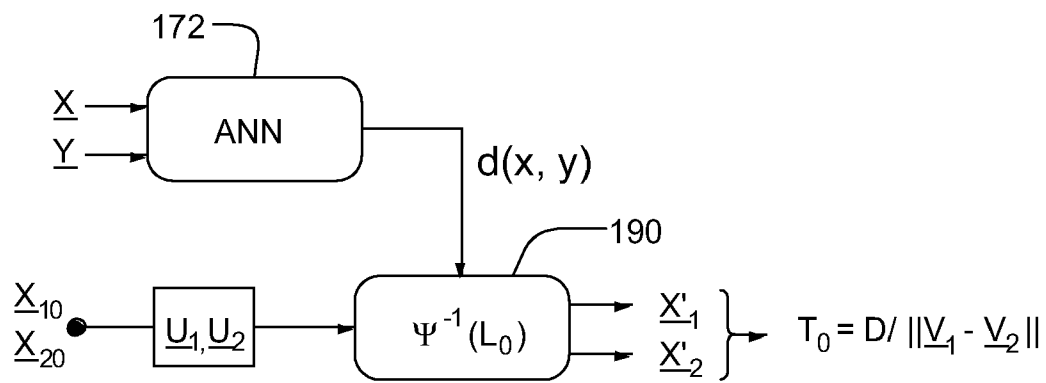 172
X
Y
ANN
d(x, y)
190
X₁₀
X₂₀
U₁,U₂
Ψ⁻¹(L₀)
X'₁
X'₂
T₀ = D/ ||V₁ - V₂||